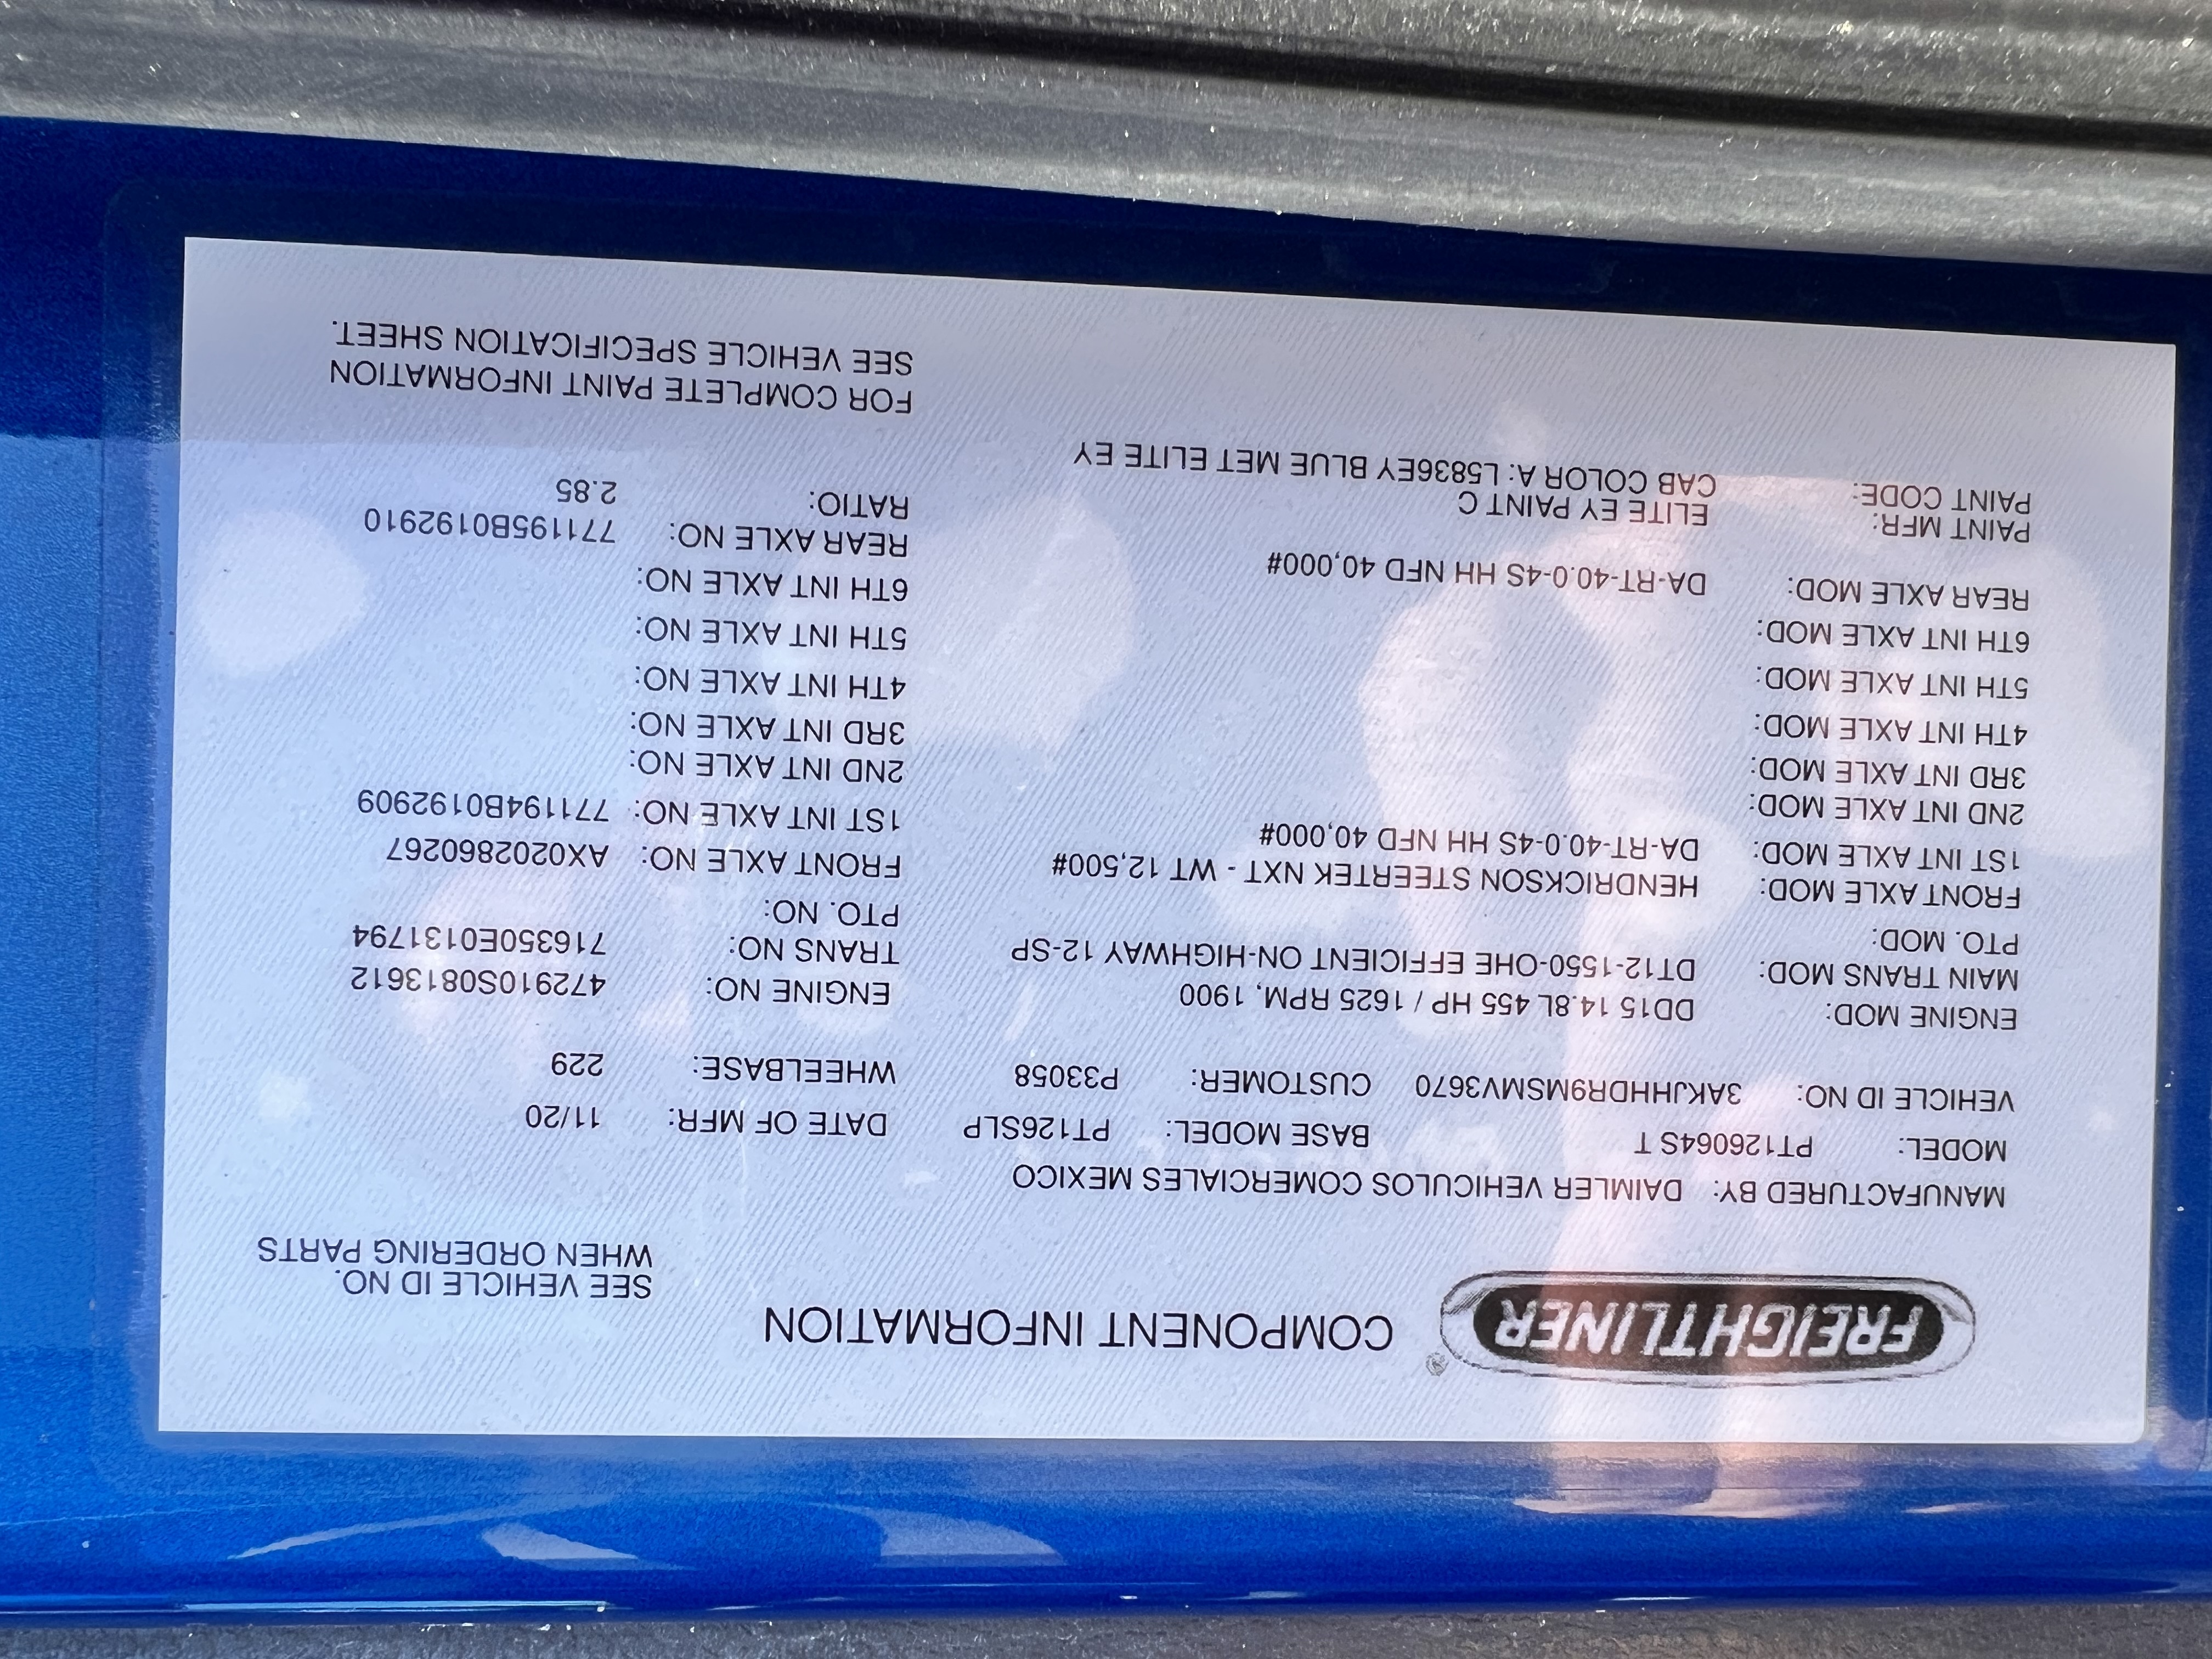 FREIGHTLINER® COMPONENT INFORMATION
SEE VEHICLE ID NO.
WHEN ORDERING PARTS
MANUFACTURED BY: DAIMLER VEHICULOS COMERCIALES MEXICO
MODEL: PT126064S T BASE MODEL: PT126SLP DATE OF MFR: 11/20
VEHICLE ID NO: 3AKJHHDR9MSMV3670 CUSTOMER: P33058 WHEELBASE: 229
ENGINE MOD: DD15 14.8L 455 HP / 1625 RPM, 1900 ENGINE NO: 472910S0813612
MAIN TRANS MOD: DT12-1550-OHE EFFICIENT ON-HIGHWAY 12-SP TRANS NO: 716350E0131794
PTO. MOD: PTO. NO:
FRONT AXLE MOD: HENDRICKSON STEERTEK NXT - WT 12,500# FRONT AXLE NO: AX0202860267
1ST INT AXLE MOD: DA-RT-40.0-4S HH NFD 40,000# 1ST INT AXLE NO: 771194B0192909
2ND INT AXLE MOD: 2ND INT AXLE NO:
3RD INT AXLE MOD: 3RD INT AXLE NO:
4TH INT AXLE MOD: 4TH INT AXLE NO:
5TH INT AXLE MOD: 5TH INT AXLE NO:
6TH INT AXLE MOD: 6TH INT AXLE NO:
REAR AXLE MOD: DA-RT-40.0-4S HH NFD 40,000# REAR AXLE NO: 771195B0192910
RATIO: 2.85
PAINT MFR: ELITE EY PAINT C
PAINT CODE: CAB COLOR A: L5836EY BLUE MET ELITE EY
FOR COMPLETE PAINT INFORMATION
SEE VEHICLE SPECIFICATION SHEET.